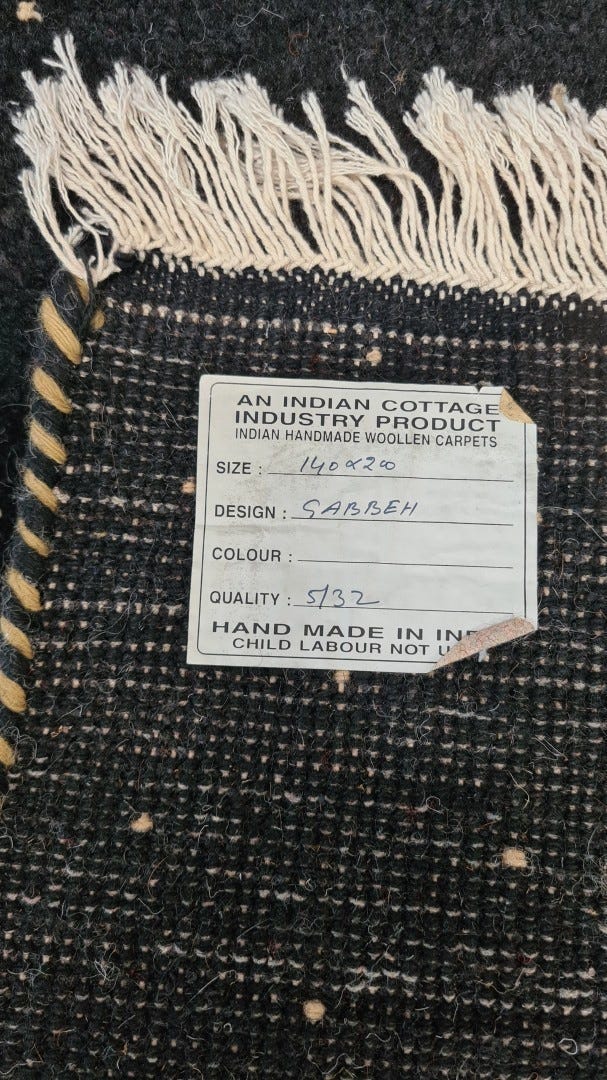 AN INDIAN COTTAGE
INDUSTRY PRODUCT
INDIAN HANDMADE WOOLLEN CARPETS
SIZE : 140x200
DESIGN : GABBEH
COLOUR :
QUALITY : 5/32
HAND MADE IN
CHILD LABOUR NOT